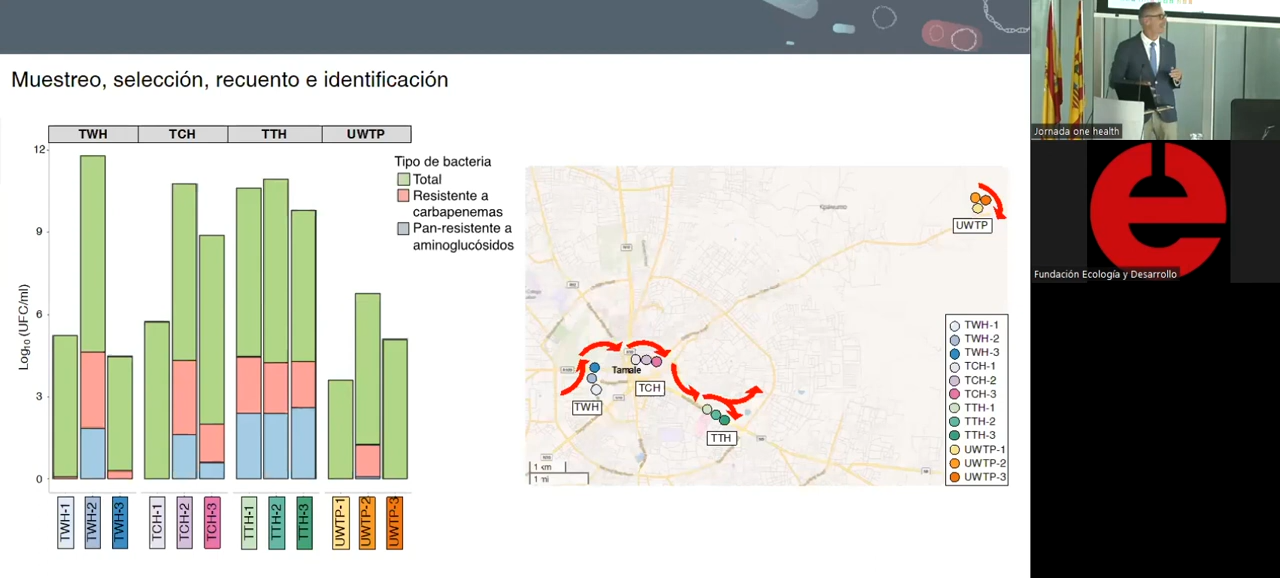 Muestreo, selección, recuento e identificación
TWH
TCH
TTH
UWTP
Tipo de bacteria
Total
Resistente a
carbapenemas
Pan-resistente a
aminoglucósidos
Log₁₀ (UFC/ml)
12
9
6
3
0
TWH-1
TWH-2
TWH-3
TCH-1
TCH-2
TCH-3
TTH-1
TTH-2
TTH-3
UWTP-1
UWTP-2
UWTP-3
UWTP
Tamale
TWH
TCH
TTH
1 km
1 mi
TWH-1
TWH-2
TWH-3
TCH-1
TCH-2
TCH-3
TTH-1
TTH-2
TTH-3
UWTP-1
UWTP-2
UWTP-3
Jornada one health
e
Fundación Ecología y Desarrollo